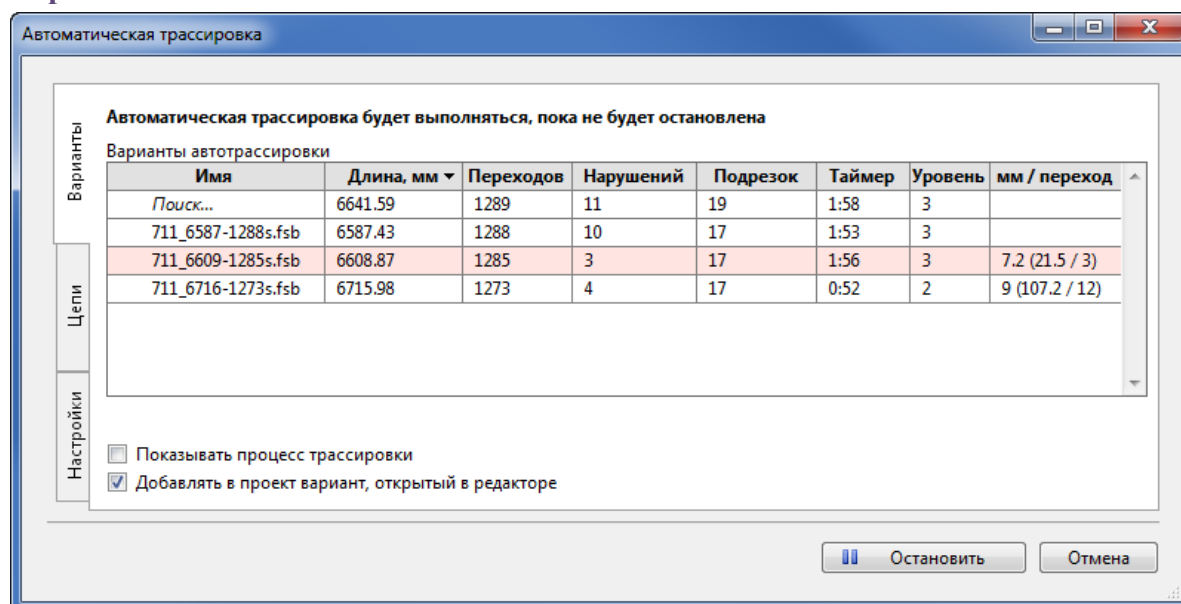 Автоматическая трассировка
Варианты
Цепи
Настройки
Автоматическая трассировка будет выполняться, пока не будет остановлена
Варианты автотрассировки
Имя Длина, мм Переходов Нарушений Подрезок Таймер Уровень мм / переход
Поиск... 6641.59 1289 11 19 1:58 3
711_6587-1288s.fsb 6587.43 1288 10 17 1:53 3
711_6609-1285s.fsb 6608.87 1285 3 17 1:56 3 7.2 (21.5 / 3)
711_6716-1273s.fsb 6715.98 1273 4 17 0:52 2 9 (107.2 / 12)
Показывать процесс трассировки
Добавлять в проект вариант, открытый в редакторе
Остановить Отмена